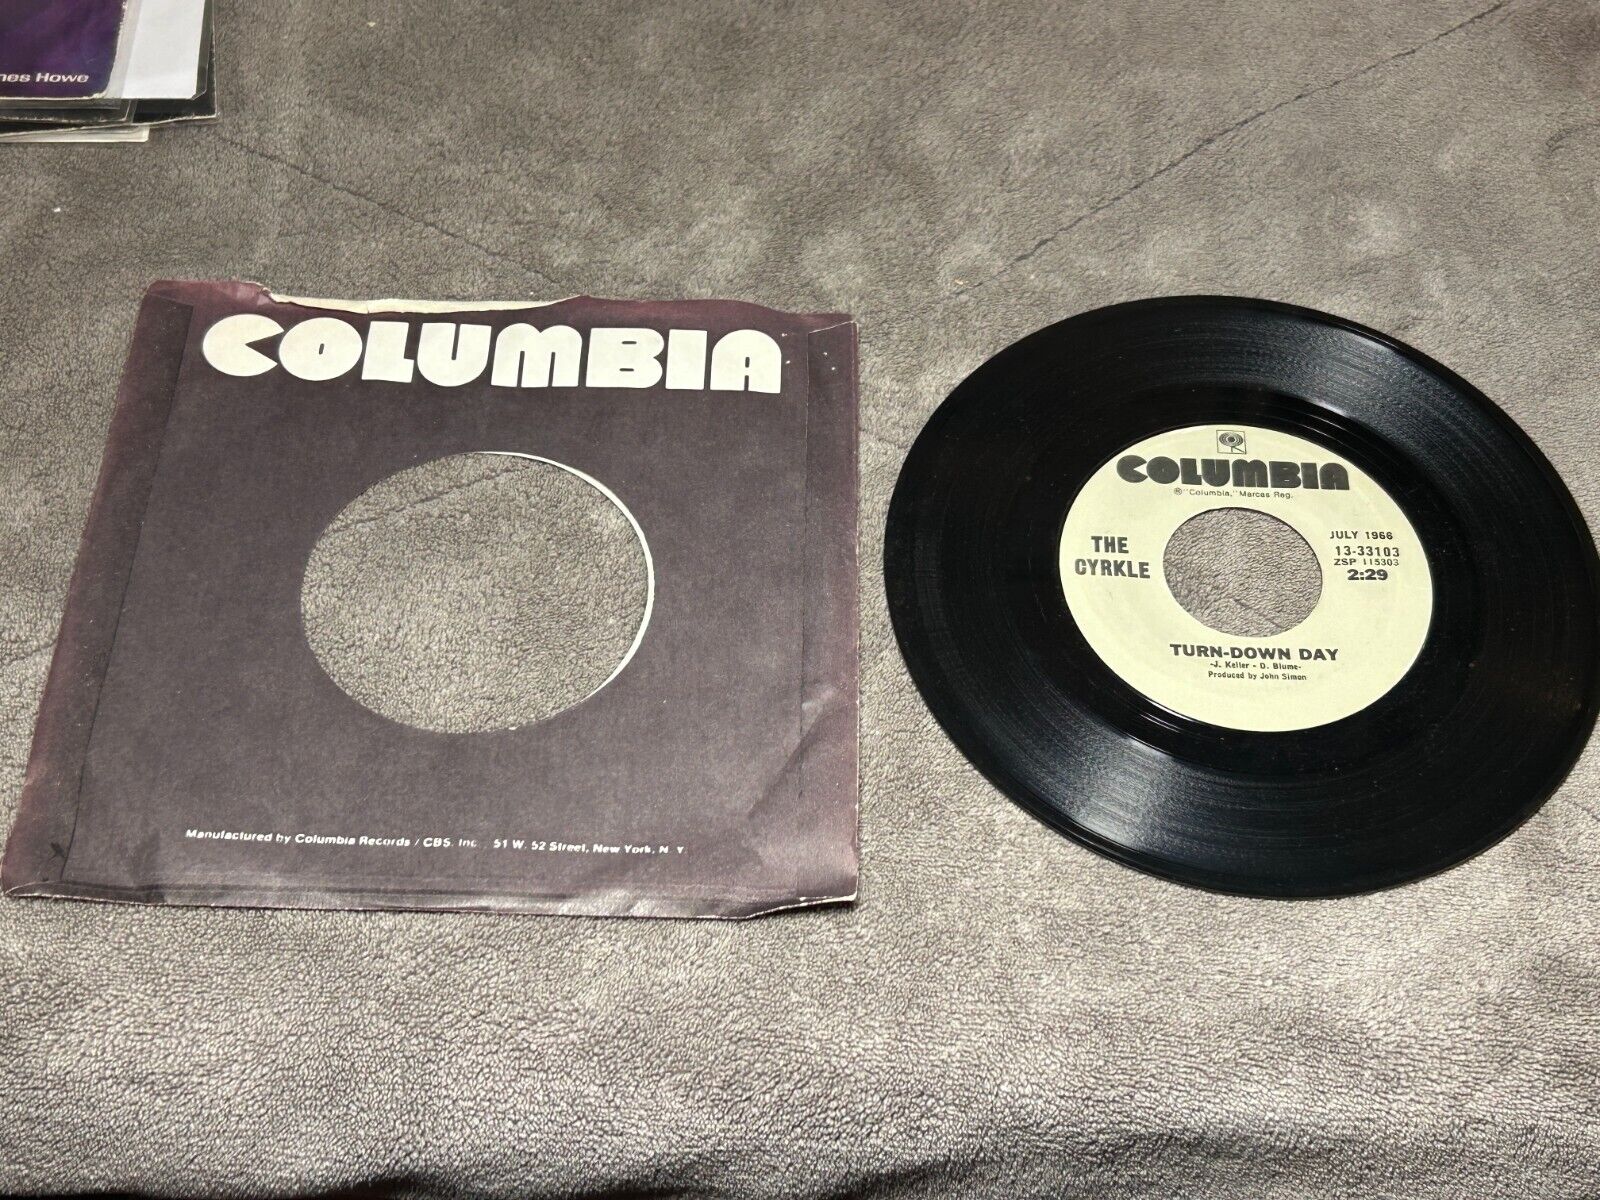 Howe
COLUMBIA
Manufactured by Columbia Records / CBS, Inc. 51 W. 52 Street, New York, N.Y.
COLUMBIA
® "Columbia," Marcas Reg.
THE
CYRKLE
JULY 1966
13-33103
ZSP 115303
2:29
TURN-DOWN DAY
-J. Keller - D. Blume-
Produced by John Simon